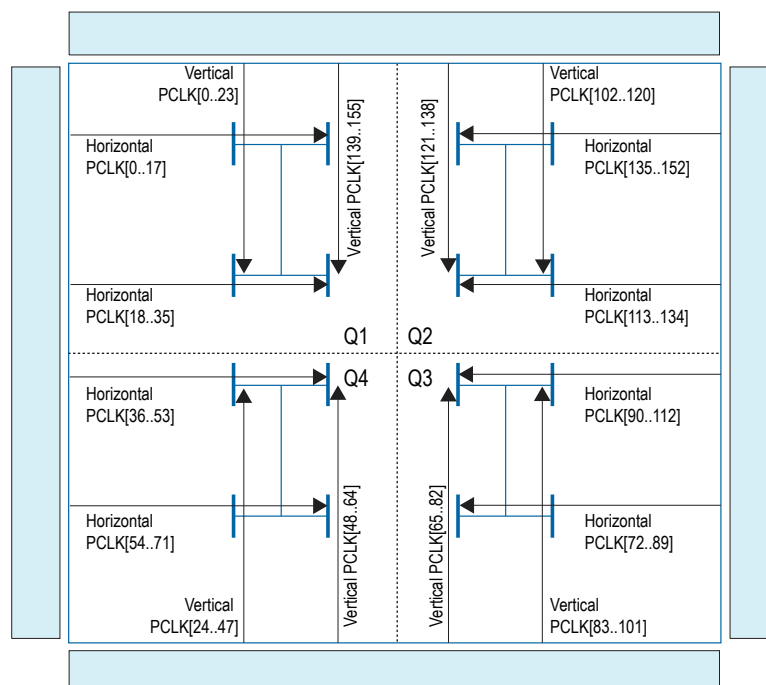 Vertical
PCLK[0..23]
Vertical PCLK[139..155]
Vertical PCLK[121..138]
Vertical
PCLK[102..120]
Horizontal
PCLK[0..17]
Horizontal
PCLK[135..152]
Horizontal
PCLK[18..35]
Horizontal
PCLK[113..134]
Q1 Q2
Q4 Q3
Horizontal
PCLK[36..53]
Horizontal
PCLK[90..112]
Horizontal
PCLK[54..71]
Vertical PCLK[48..64]
Vertical PCLK[65..82]
Horizontal
PCLK[72..89]
Vertical
PCLK[24..47]
Vertical
PCLK[83..101]